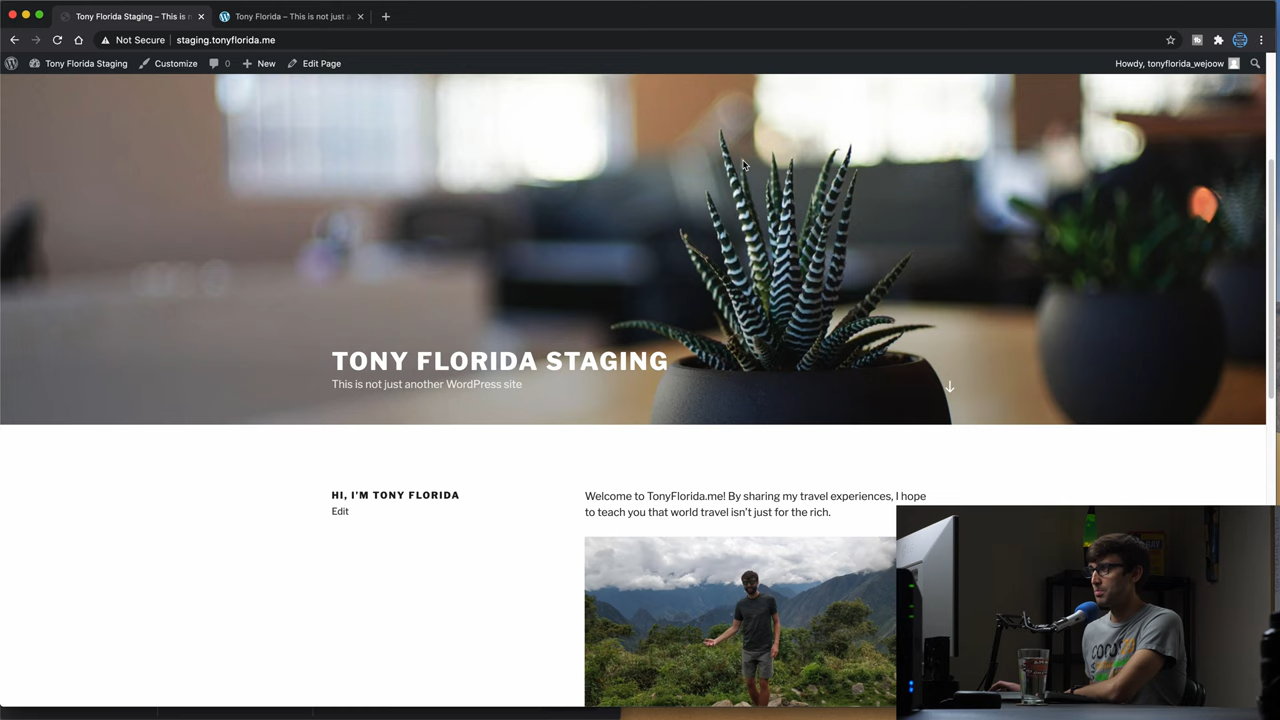 Tony Florida Staging – This is n
Tony Florida – This is not just a
Not Secure
staging.tonyflorida.me
Tony Florida Staging
Customize
0
New
Edit Page
Howdy, tonyflorida_wejoow
TONY FLORIDA STAGING
This is not just another WordPress site
HI, I'M TONY FLORIDA
Edit
Welcome to TonyFlorida.me! By sharing my travel experiences, I hope
to teach you that world travel isn't just for the rich.